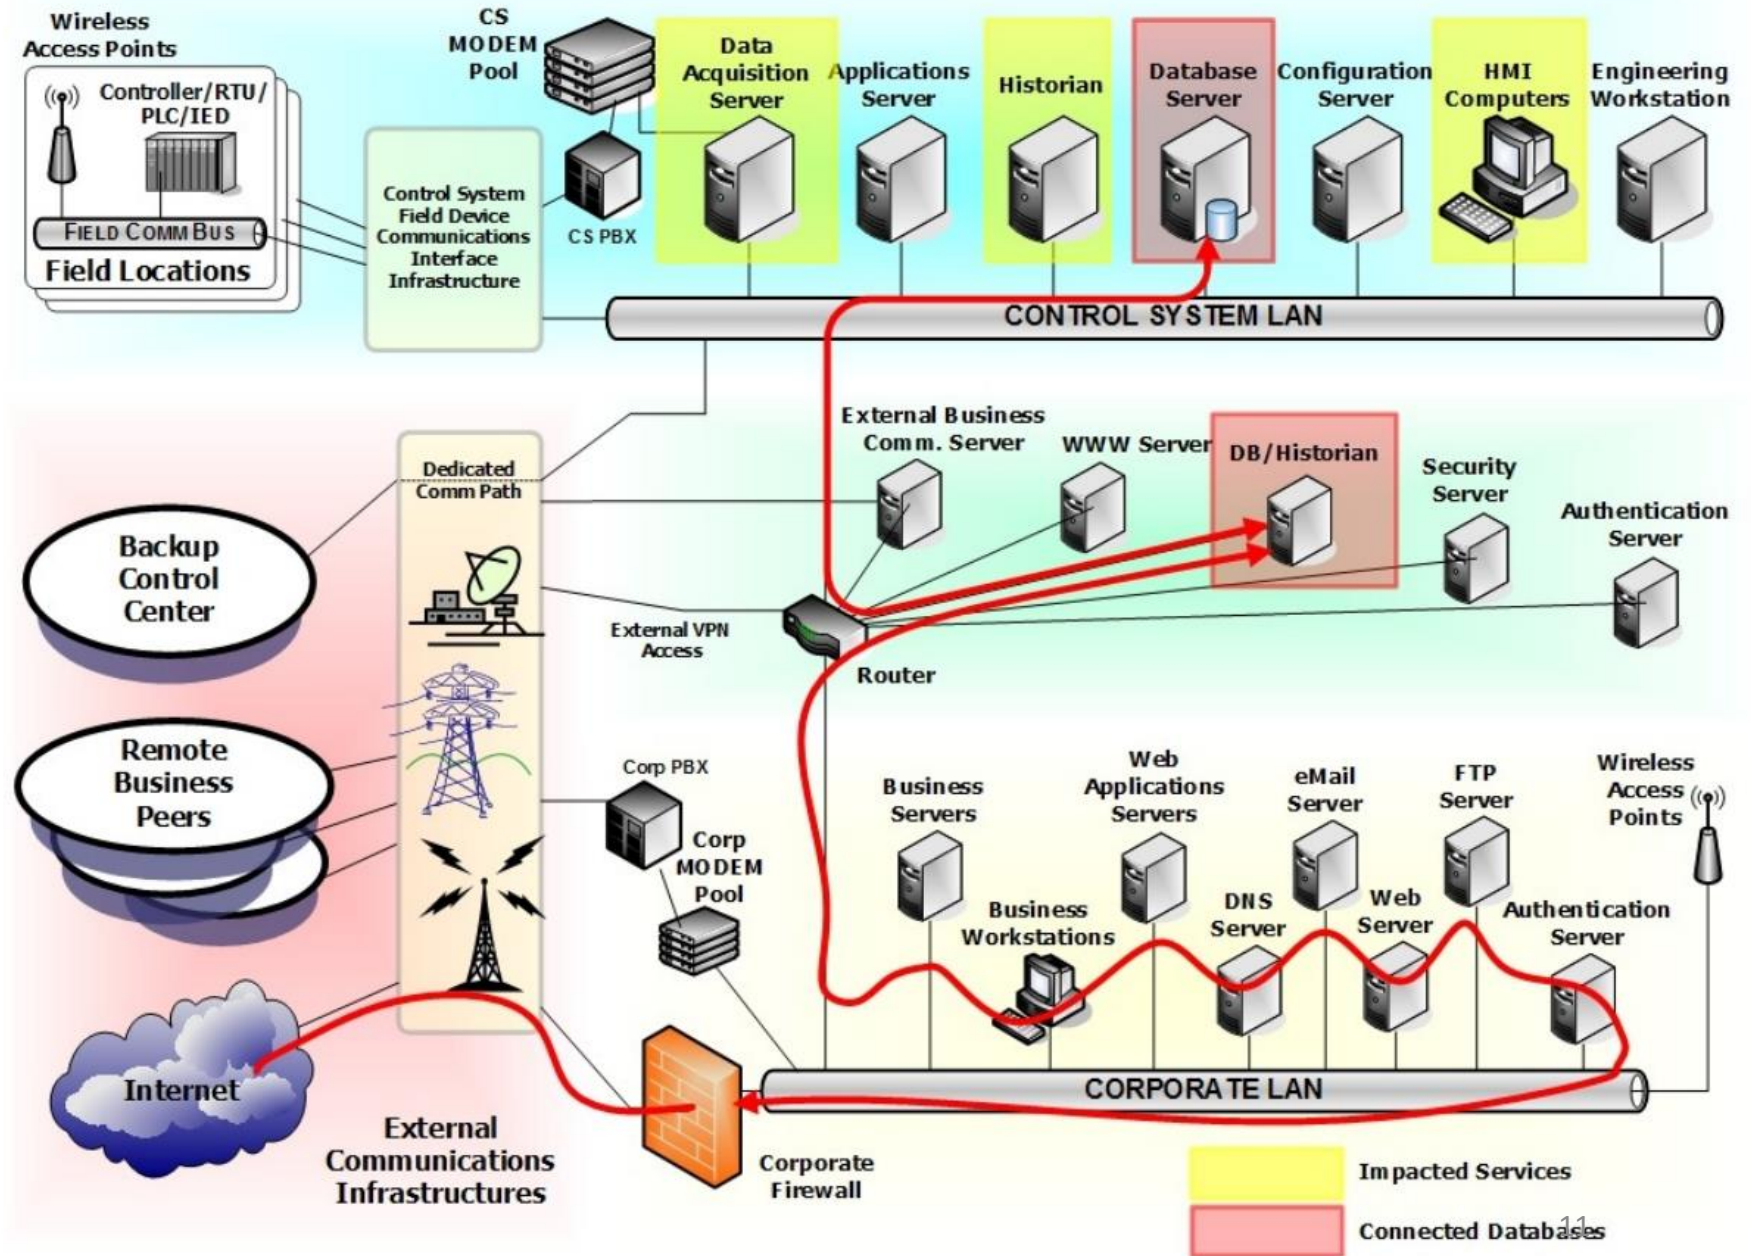 Wireless
Access Points
Controller/RTU/
PLC/IED
FIELD COMM BUS
Field Locations
Control System
Field Device
Communications
Interface
Infrastructure
CS
MODEM
Pool
CS PBX
Data
Acquisition
Server
Applications
Server
Historian
Database
Server
Configuration
Server
HMI
Computers
Engineering
Workstation
CONTROL SYSTEM LAN
External Business
Comm. Server
WWW Server
DB/Historian
Security
Server
Authentication
Server
Dedicated
Comm Path
Backup
Control
Center
External VPN
Access
Router
Remote
Business
Peers
Corp PBX
Corp
MODEM
Pool
Business
Servers
Business
Workstations
Web
Applications
Servers
DNS
Server
eMail
Server
Web
Server
FTP
Server
Authentication
Server
Wireless
Access
Points
Internet
CORPORATE LAN
External
Communications
Infrastructures
Corporate
Firewall
Impacted Services
Connected Databases
11